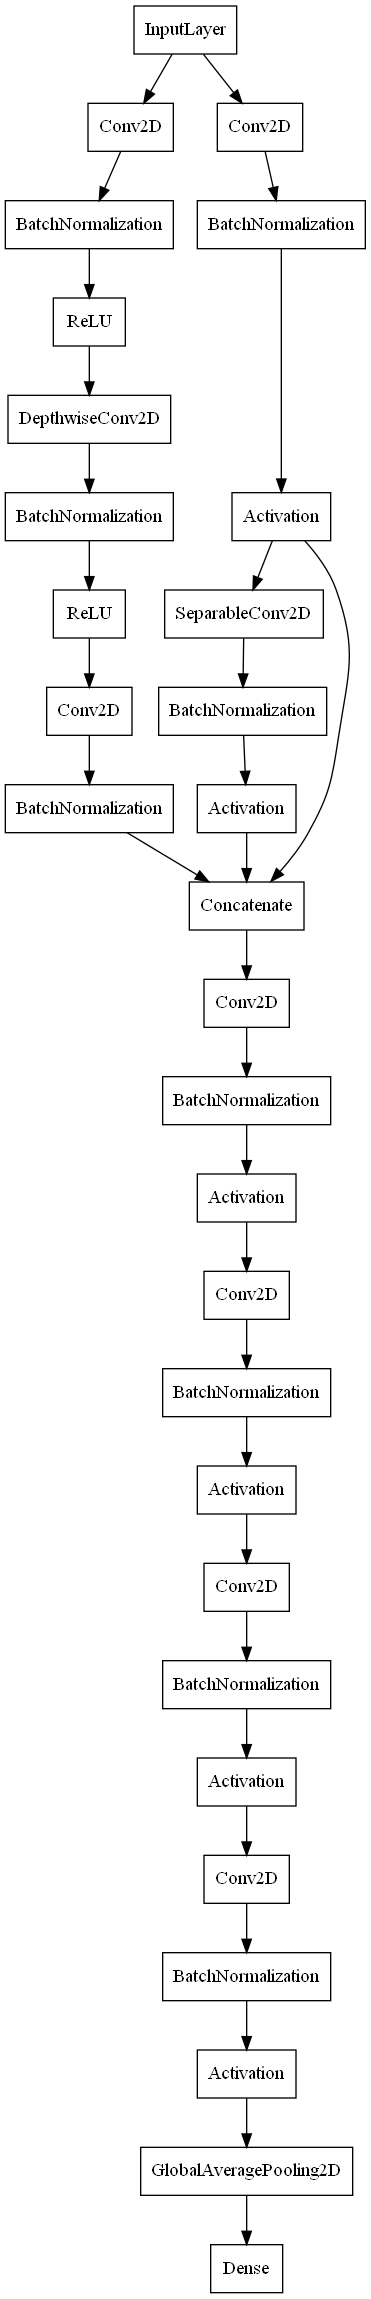 InputLayer
Conv2D
Conv2D
BatchNormalization
BatchNormalization
ReLU
DepthwiseConv2D
BatchNormalization
Activation
ReLU
SeparableConv2D
Conv2D
BatchNormalization
BatchNormalization
Activation
Concatenate
Conv2D
BatchNormalization
Activation
Conv2D
BatchNormalization
Activation
Conv2D
BatchNormalization
Activation
Conv2D
BatchNormalization
Activation
GlobalAveragePooling2D
Dense